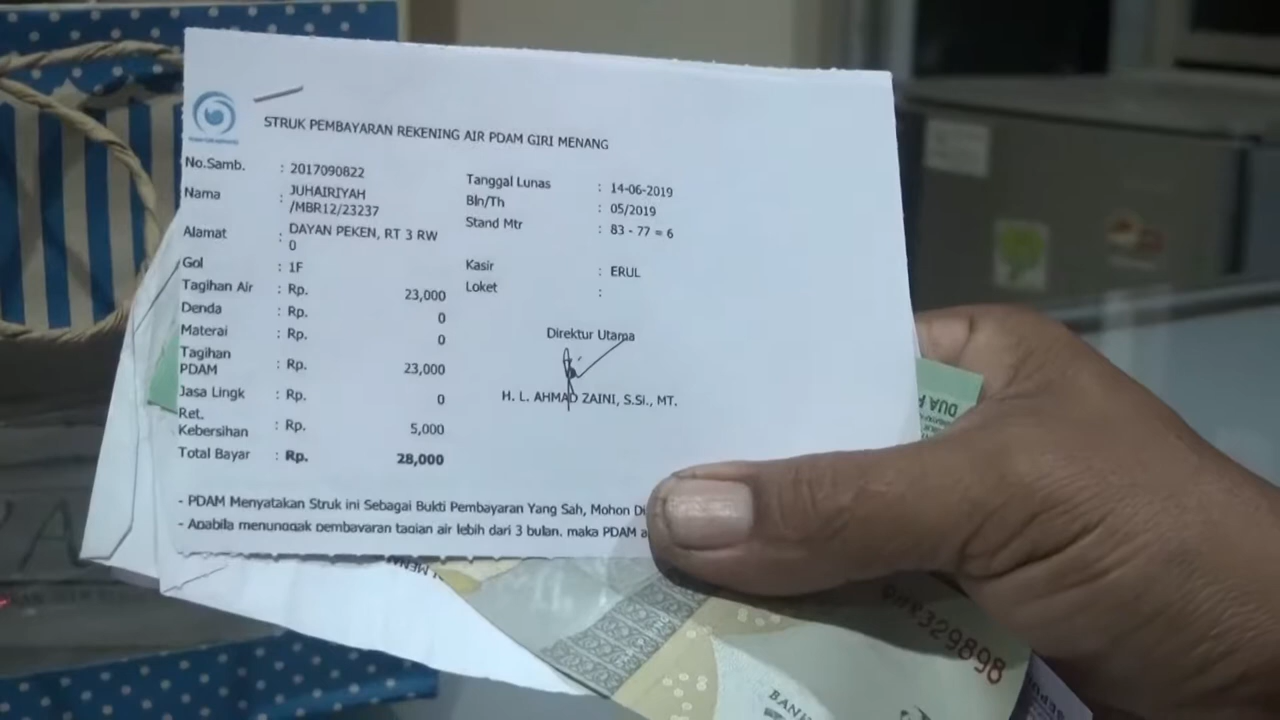 STRUK PEMBAYARAN REKENING AIR PDAM GIRI MENANG
No.Samb. : 2017090822
Nama : JUHAIRIYAH
/MBR12/23237
Alamat : DAYAN PEKEN, RT 3 RW
0
Gol : 1F
Tagihan Air : Rp. 23,000
Denda : Rp. 0
Materai : Rp. 0
Tagihan
PDAM : Rp. 23,000
Jasa Lingk : Rp. 0
Ret.
Kebersihan : Rp. 5,000
Total Bayar : Rp. 28,000
Tanggal Lunas : 14-06-2019
Bln/Th : 05/2019
Stand Mtr : 83 - 77 = 6
Kasir : ERUL
Loket :
Direktur Utama
H. L. AHMAD ZAINI, S.Si., MT.
- PDAM Menyatakan Struk ini Sebagai Bukti Pembayaran Yang Sah, Mohon Di
- Apabila menunggak pembayaran tagian air lebih dari 3 bulan, maka PDAM a
DUA
329898
BANK